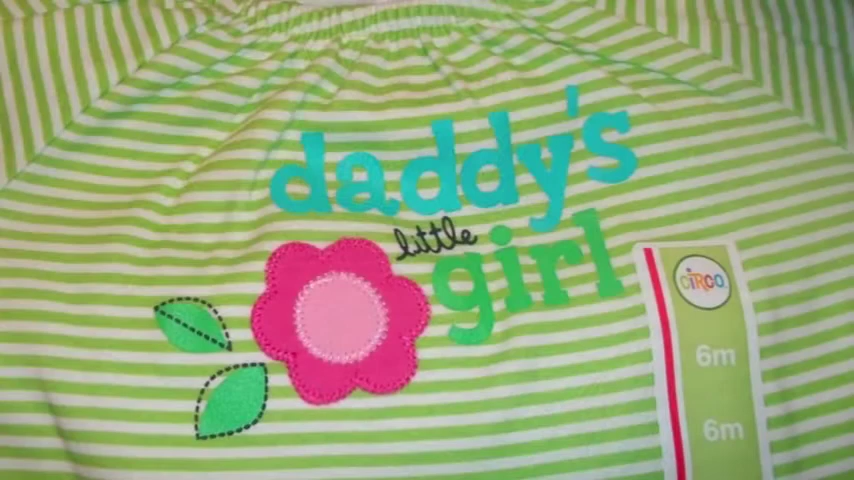 daddy's
little
girl
circo
6m
6m